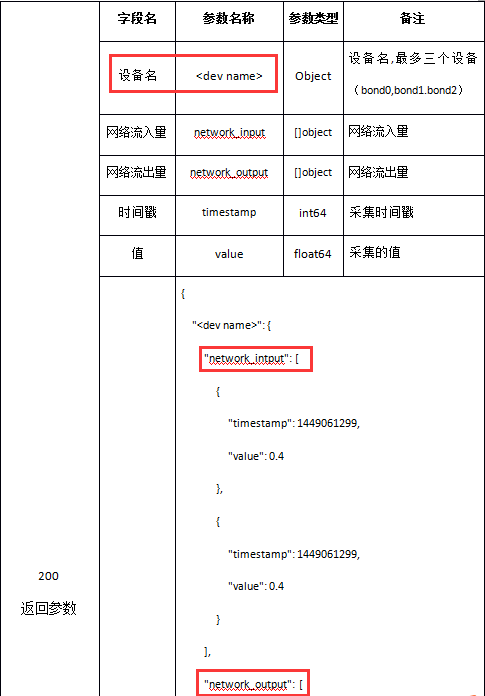 字段名 参数名称 参数类型 备注
设备名 <dev name> Object 设备名,最多三个设备
（bond0,bond1.bond2）
网络流入量 network_input []object 网络流入量
网络流出量 network_output []object 网络流出量
时间戳 timestamp int64 采集时间戳
值 value float64 采集的值
{
"<dev name>": {
"network_intput": [
{
"timestamp": 1449061299,
"value": 0.4
},
{
"timestamp": 1449061299,
"value": 0.4
}
],
"network_output": [
200
返回参数